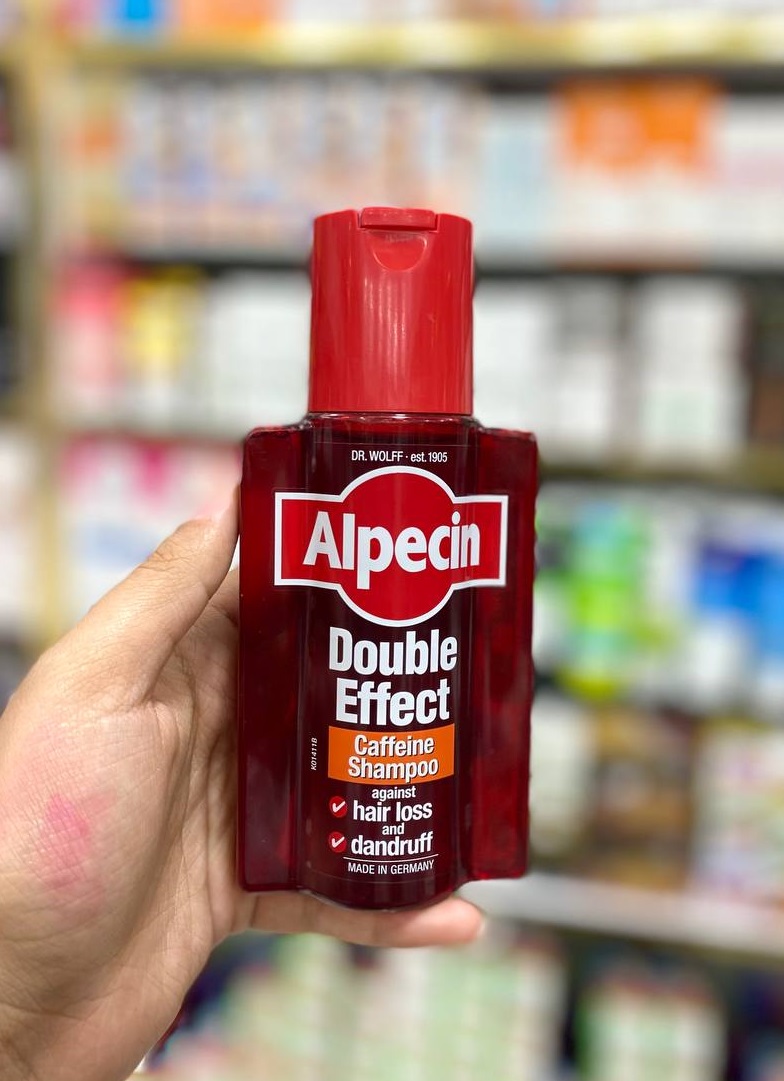 DR. WOLFF · est. 1905
Alpecin
Double
Effect
Caffeine
Shampoo
against
hair loss
and
dandruff
MADE IN GERMANY
K01411B